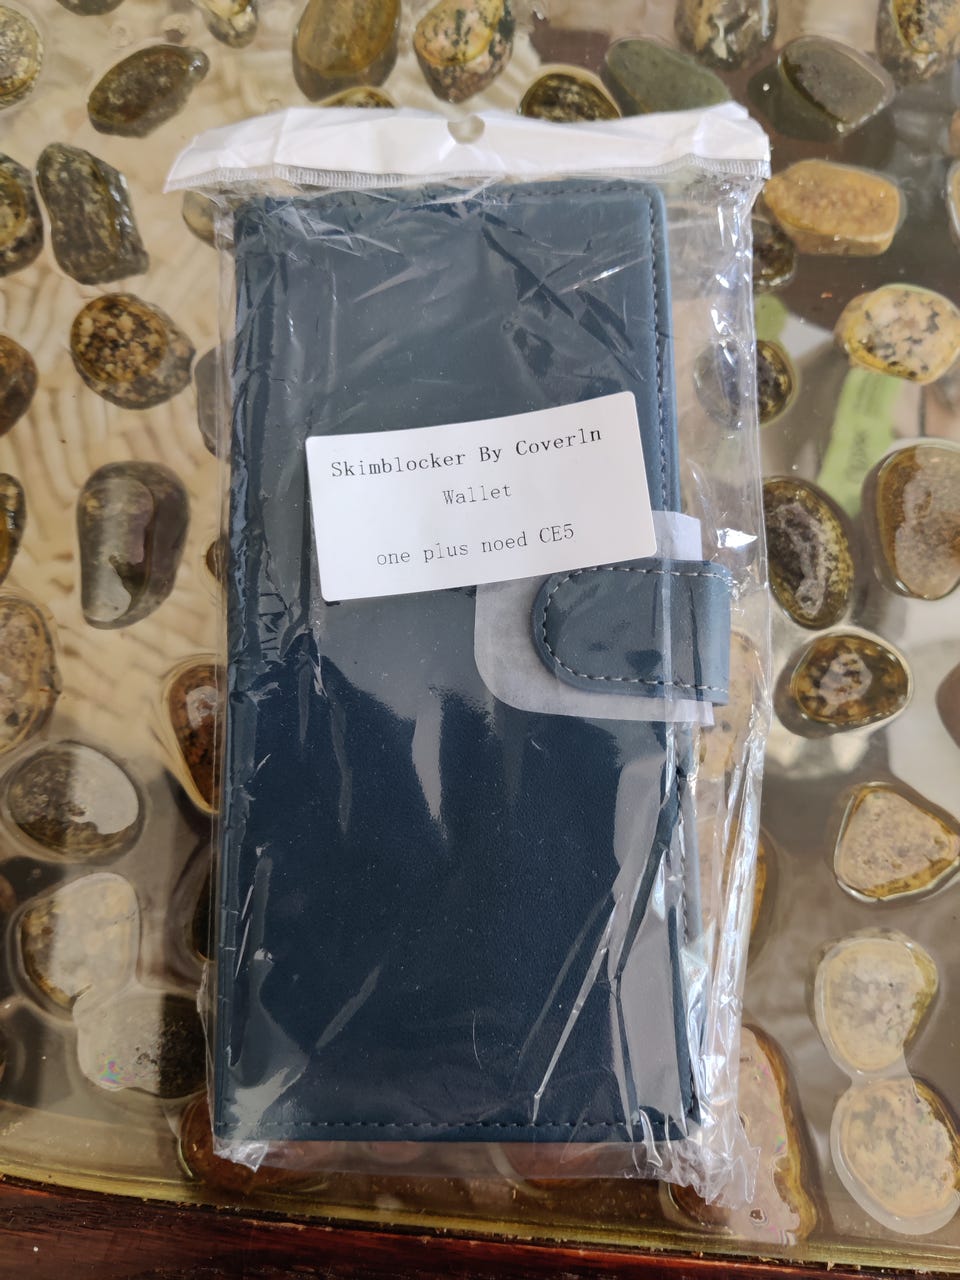 Skimblocker By Coverln
Wallet
one plus noed CE5